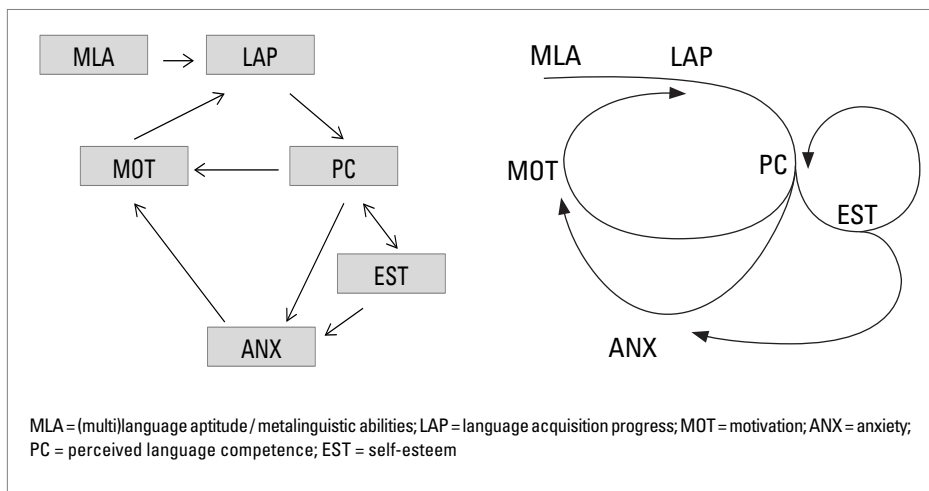 MLA
LAP
MOT
PC
EST
ANX
MLA
LAP
MOT
PC
EST
ANX
MLA = (multi)language aptitude / metalinguistic abilities; LAP = language acquisition progress; MOT = motivation; ANX = anxiety;
PC = perceived language competence; EST = self-esteem